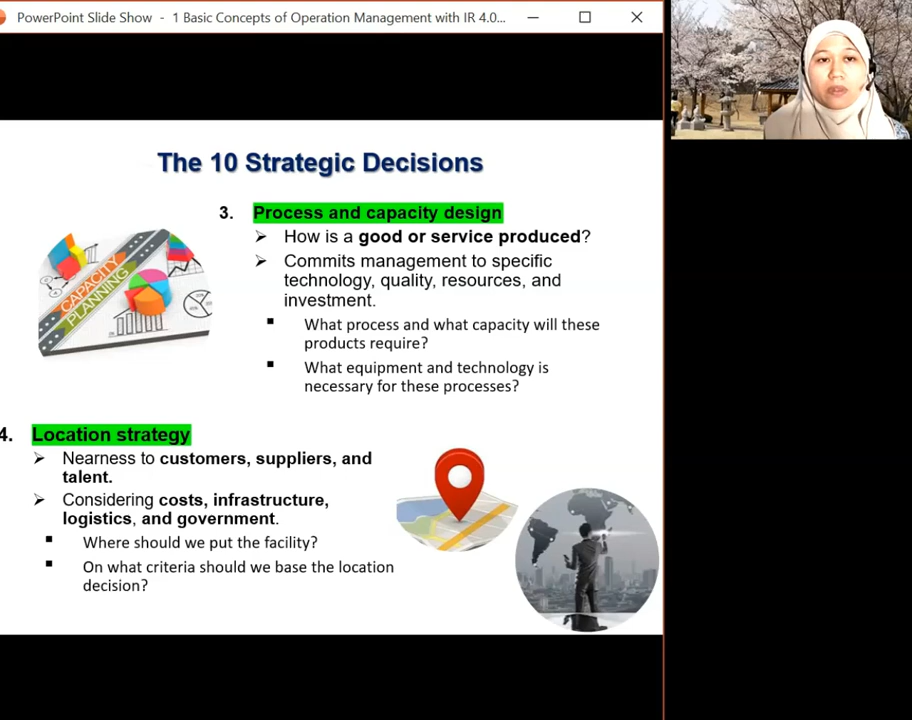 PowerPoint Slide Show - 1 Basic Concepts of Operation Management with IR 4.0...
The 10 Strategic Decisions
3. Process and capacity design
➢ How is a good or service produced?
➢ Commits management to specific
technology, quality, resources, and
investment.
▪ What process and what capacity will these
products require?
▪ What equipment and technology is
necessary for these processes?
CAPACITY
PLANNING
4. Location strategy
➢ Nearness to customers, suppliers, and
talent.
➢ Considering costs, infrastructure,
logistics, and government.
▪ Where should we put the facility?
▪ On what criteria should we base the location
decision?